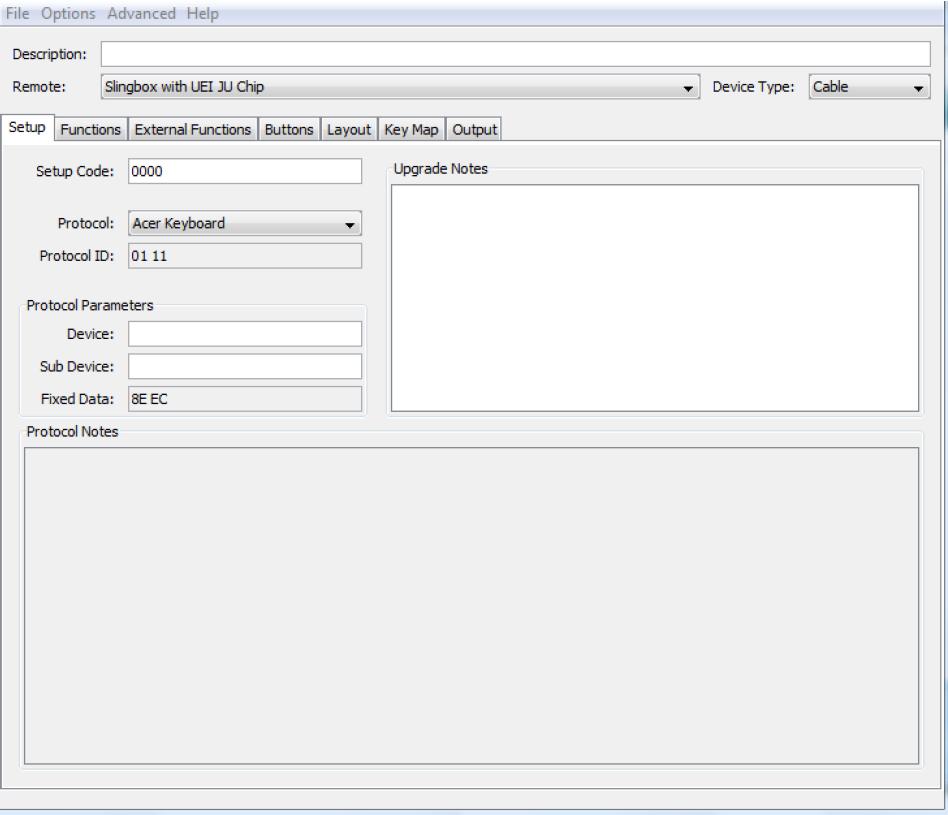 File Options Advanced Help
Description:
Remote: Slingbox with UEI JU Chip Device Type: Cable
Setup Functions External Functions Buttons Layout Key Map Output
Setup Code: 0000
Upgrade Notes
Protocol: Acer Keyboard
Protocol ID: 01 11
Protocol Parameters
Device:
Sub Device:
Fixed Data: 8E EC
Protocol Notes